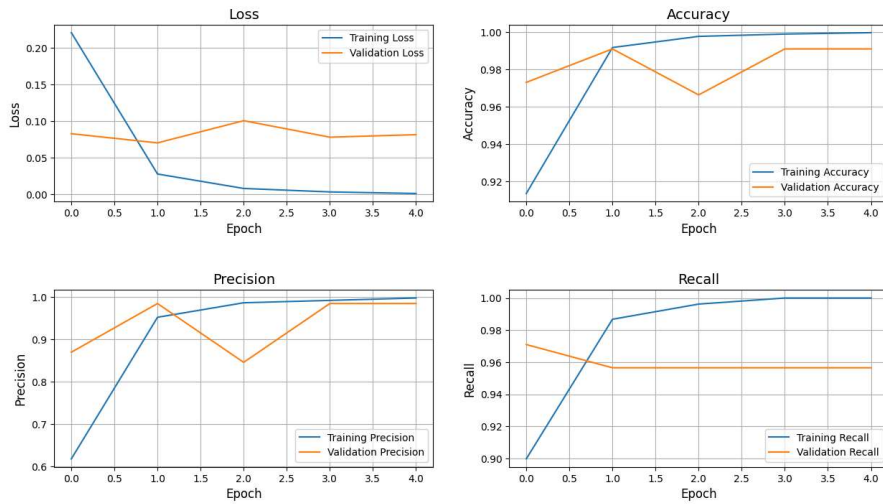 Loss
Training Loss
Validation Loss
0.20
0.15
0.10
0.05
0.00
Loss
0.0 0.5 1.0 1.5 2.0 2.5 3.0 3.5 4.0
Epoch
Accuracy
1.00
0.98
0.96
0.94
0.92
Accuracy
Training Accuracy
Validation Accuracy
0.0 0.5 1.0 1.5 2.0 2.5 3.0 3.5 4.0
Epoch
Precision
1.0
0.9
0.8
0.7
0.6
Precision
Training Precision
Validation Precision
0.0 0.5 1.0 1.5 2.0 2.5 3.0 3.5 4.0
Epoch
Recall
1.00
0.98
0.96
0.94
0.92
0.90
Recall
Training Recall
Validation Recall
0.0 0.5 1.0 1.5 2.0 2.5 3.0 3.5 4.0
Epoch